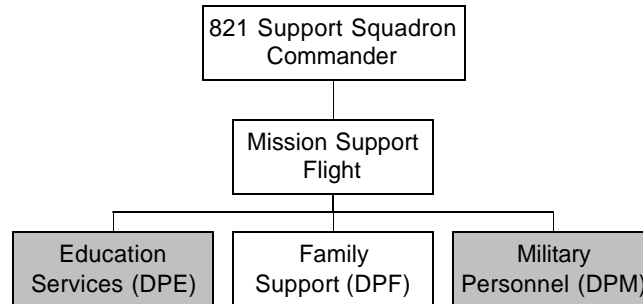 821 Support Squadron
Commander
Mission Support
Flight
Education
Services (DPE)
Family
Support (DPF)
Military
Personnel (DPM)